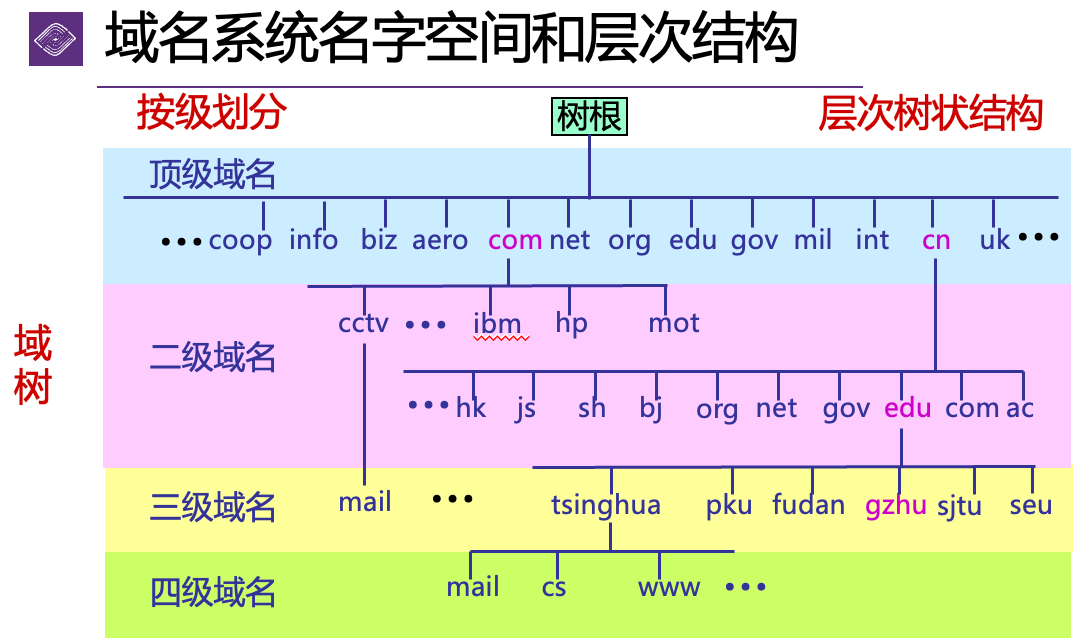 域名系统名字空间和层次结构
按级划分 树根 层次树状结构
顶级域名
••• coop info biz aero com net org edu gov mil int cn uk •••
cctv ••• ibm hp mot
域树
二级域名
••• hk js sh bj org net gov edu com ac
三级域名 mail ••• tsinghua pku fudan gzhu sjtu seu
四级域名 mail cs www •••